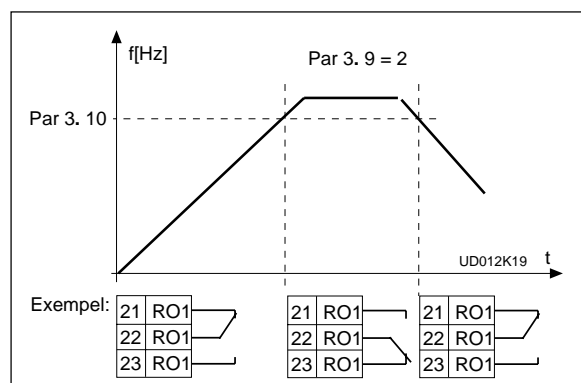 f[Hz]
Par 3. 9 = 2
Par 3. 10
UD012K19
t
Exempel:
21 RO1
22 RO1
23 RO1
21 RO1
22 RO1
23 RO1
21 RO1
22 RO1
23 RO1